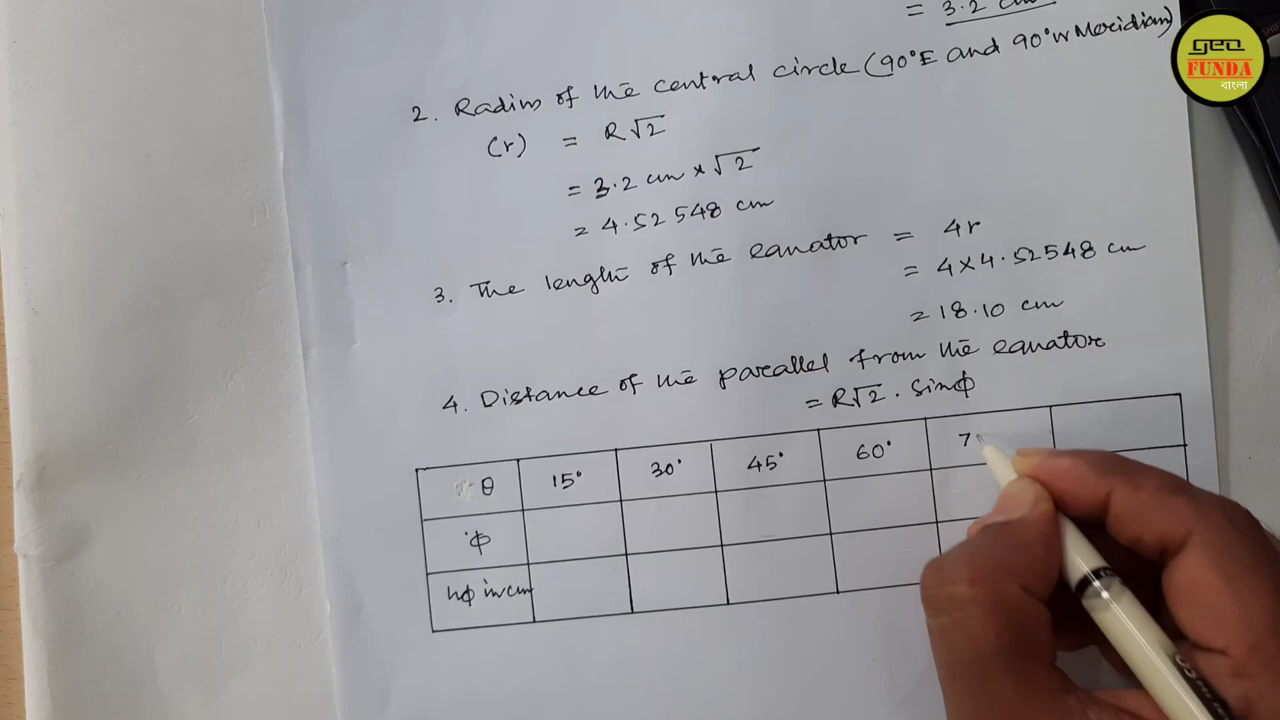 = 3.2 cm
2. Radius of the central circle (90°E and 90°W Meridian)
(r) = R√2
= 3.2 cm × √2
= 4.52548 cm
3. The length of the equator = 4r
= 4×4.52548 cm
= 18.10 cm
4. Distance of the parallel from the equator
= R√2 . sinϕ
θ 15° 30° 45° 60° 7
ϕ
hϕ in cm
geo
FUNDA
বাংলা